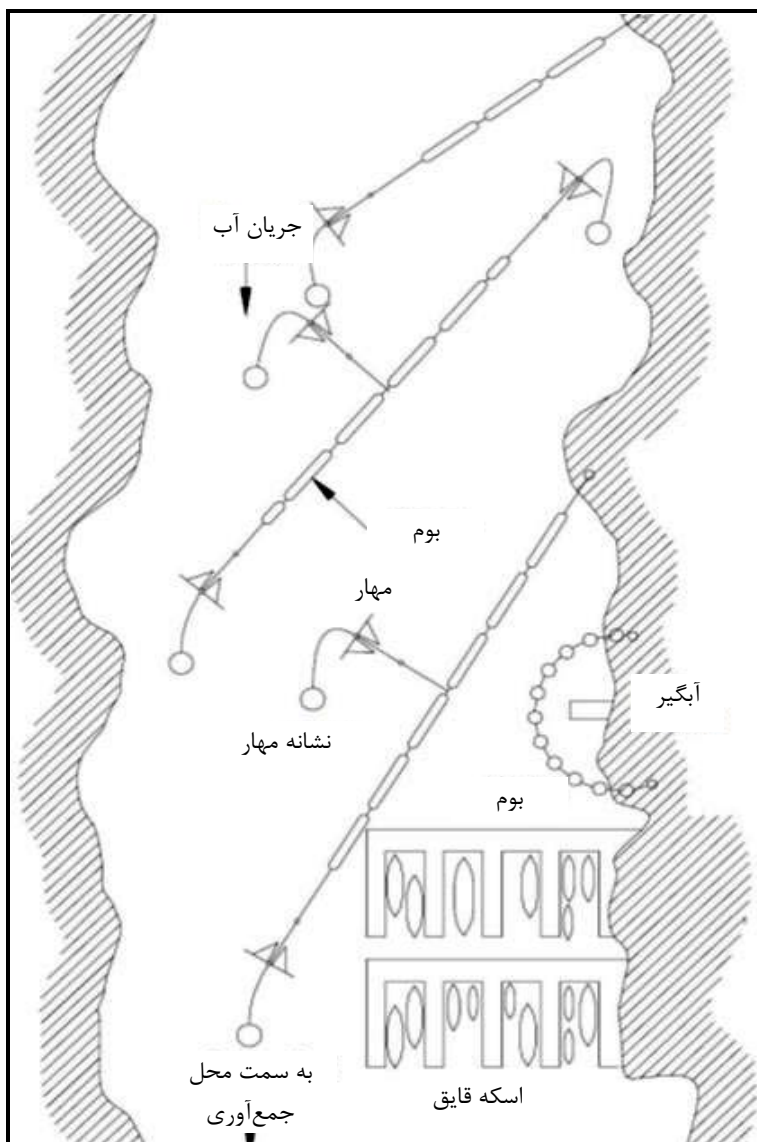 جریان آب
بوم
مهار
آبگیر
نشانه مهار
بوم
به سمت محل
جمع‌آوری
اسکه قایق